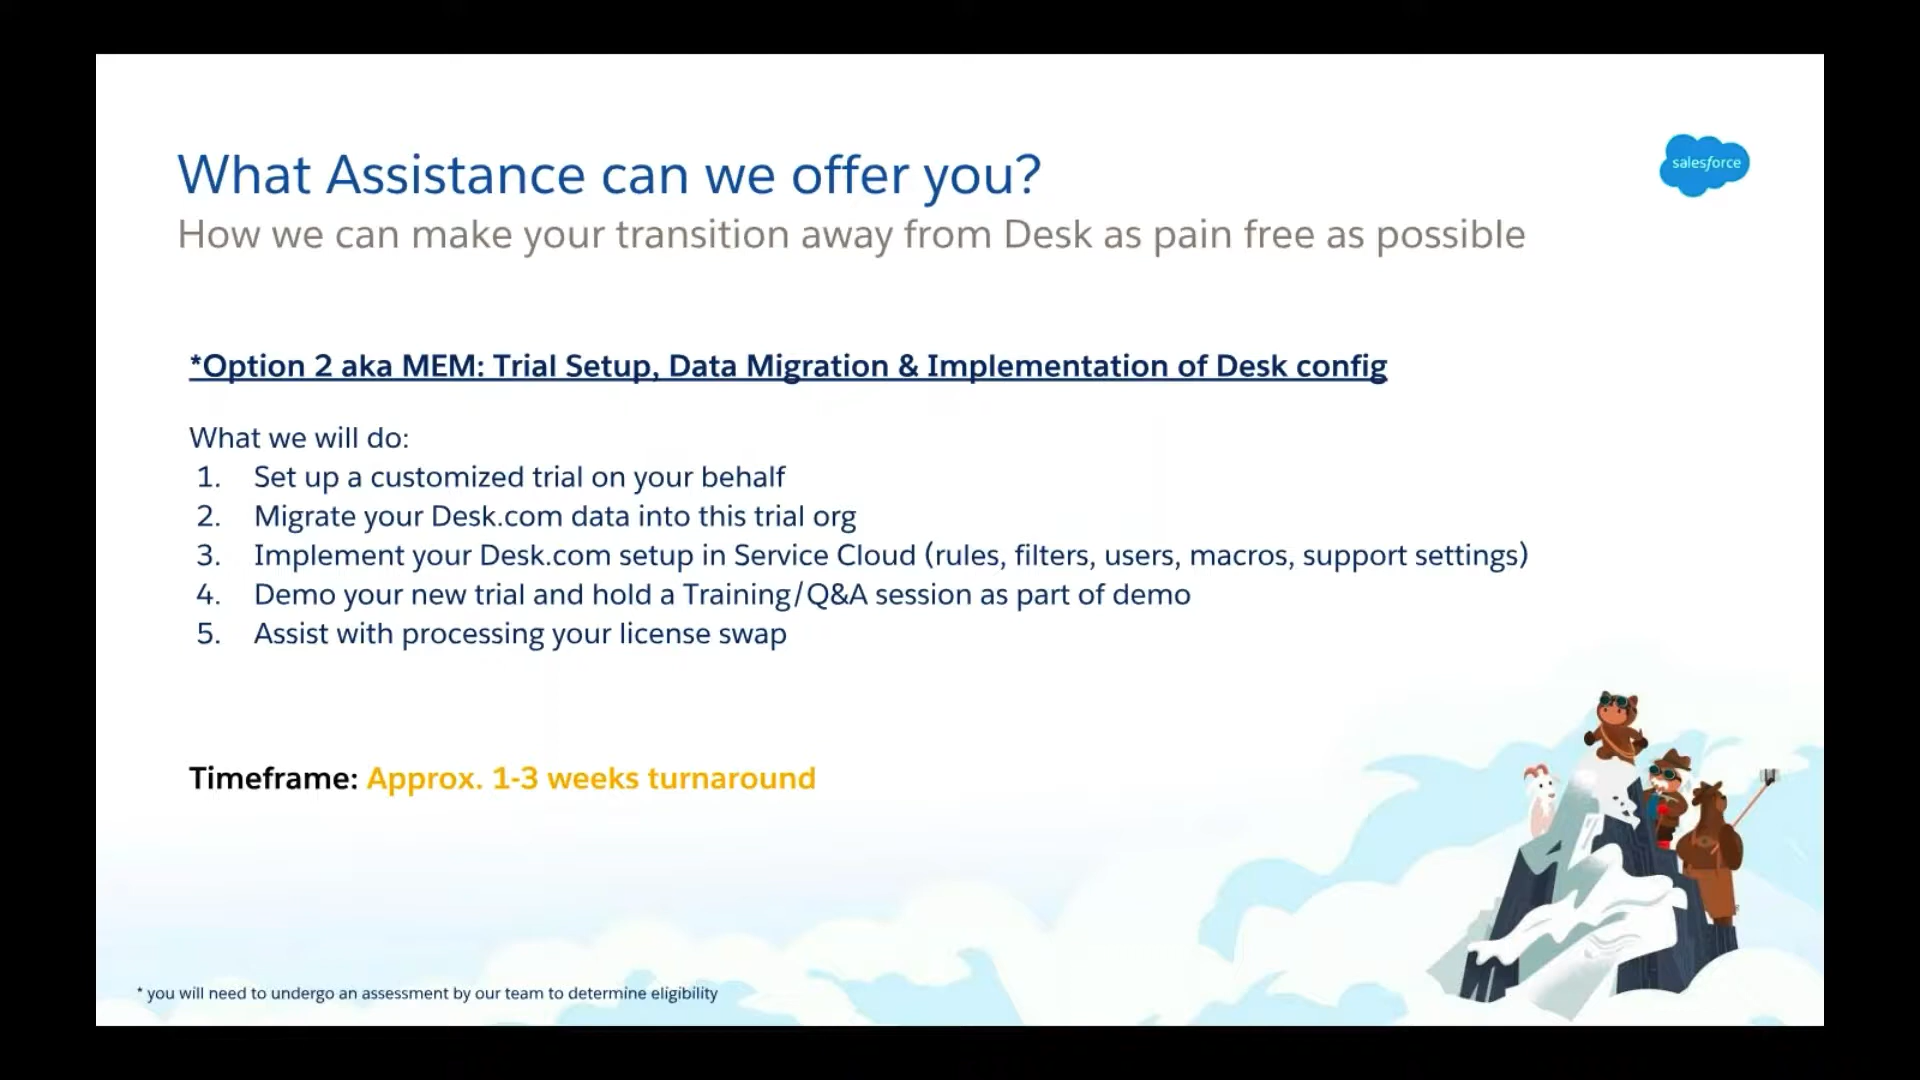 What Assistance can we offer you?
salesforce
How we can make your transition away from Desk as pain free as possible
*Option 2 aka MEM: Trial Setup, Data Migration & Implementation of Desk config
What we will do:
1. Set up a customized trial on your behalf
2. Migrate your Desk.com data into this trial org
3. Implement your Desk.com setup in Service Cloud (rules, filters, users, macros, support settings)
4. Demo your new trial and hold a Training/Q&A session as part of demo
5. Assist with processing your license swap
Timeframe: Approx. 1-3 weeks turnaround
* you will need to undergo an assessment by our team to determine eligibility